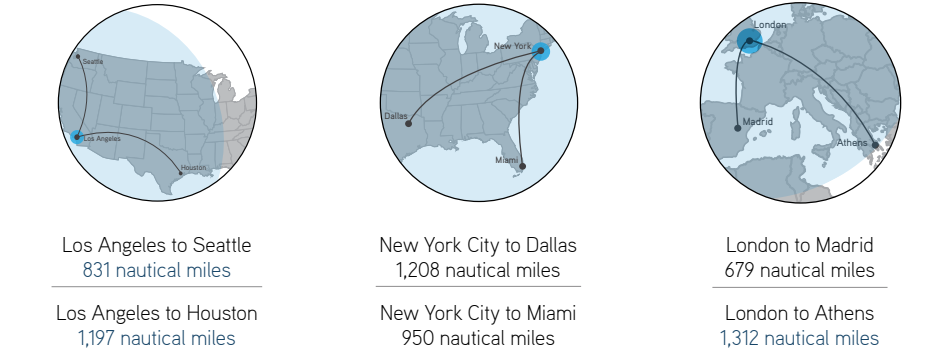 Seattle
Los Angeles
Houston
New York
Dallas
Miami
London
Madrid
Athens
Los Angeles to Seattle
831 nautical miles
Los Angeles to Houston
1,197 nautical miles
New York City to Dallas
1,208 nautical miles
New York City to Miami
950 nautical miles
London to Madrid
679 nautical miles
London to Athens
1,312 nautical miles